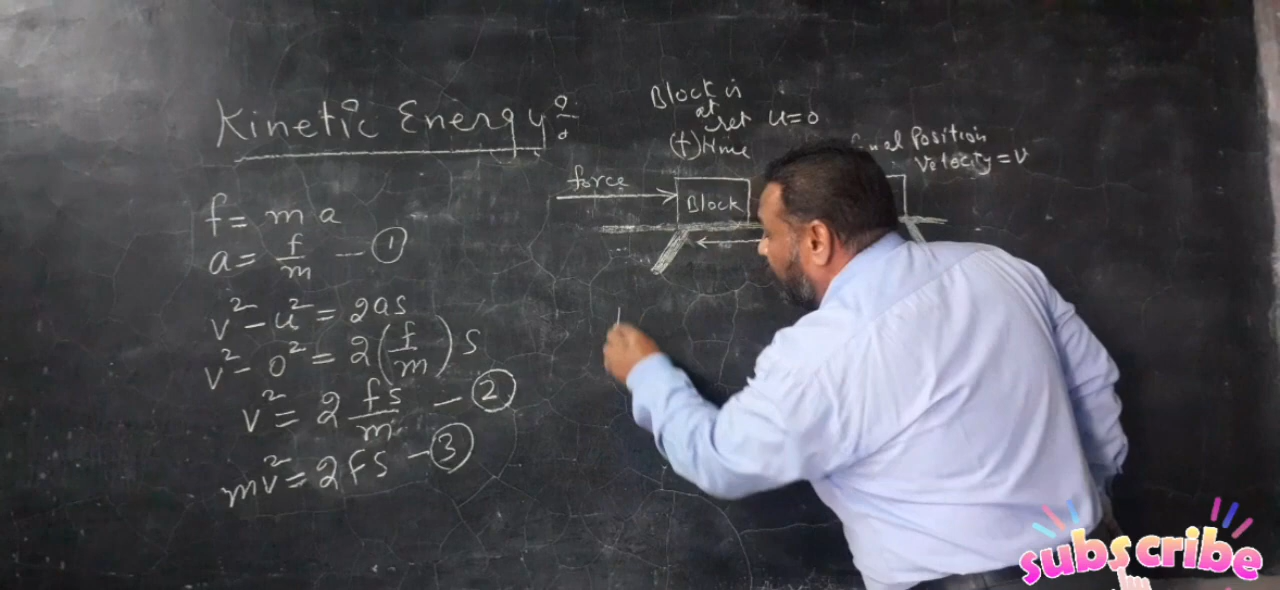 Kinetic Energy:
f = m a
a = f/m — ①
v² - u² = 2as
v² - 0² = 2(f/m) s
v² = 2 fs/m — ②
mv² = 2FS — ③
Block is
at
rest u=0
(t) time
force
Block
Position
Velocity = v
subscribe